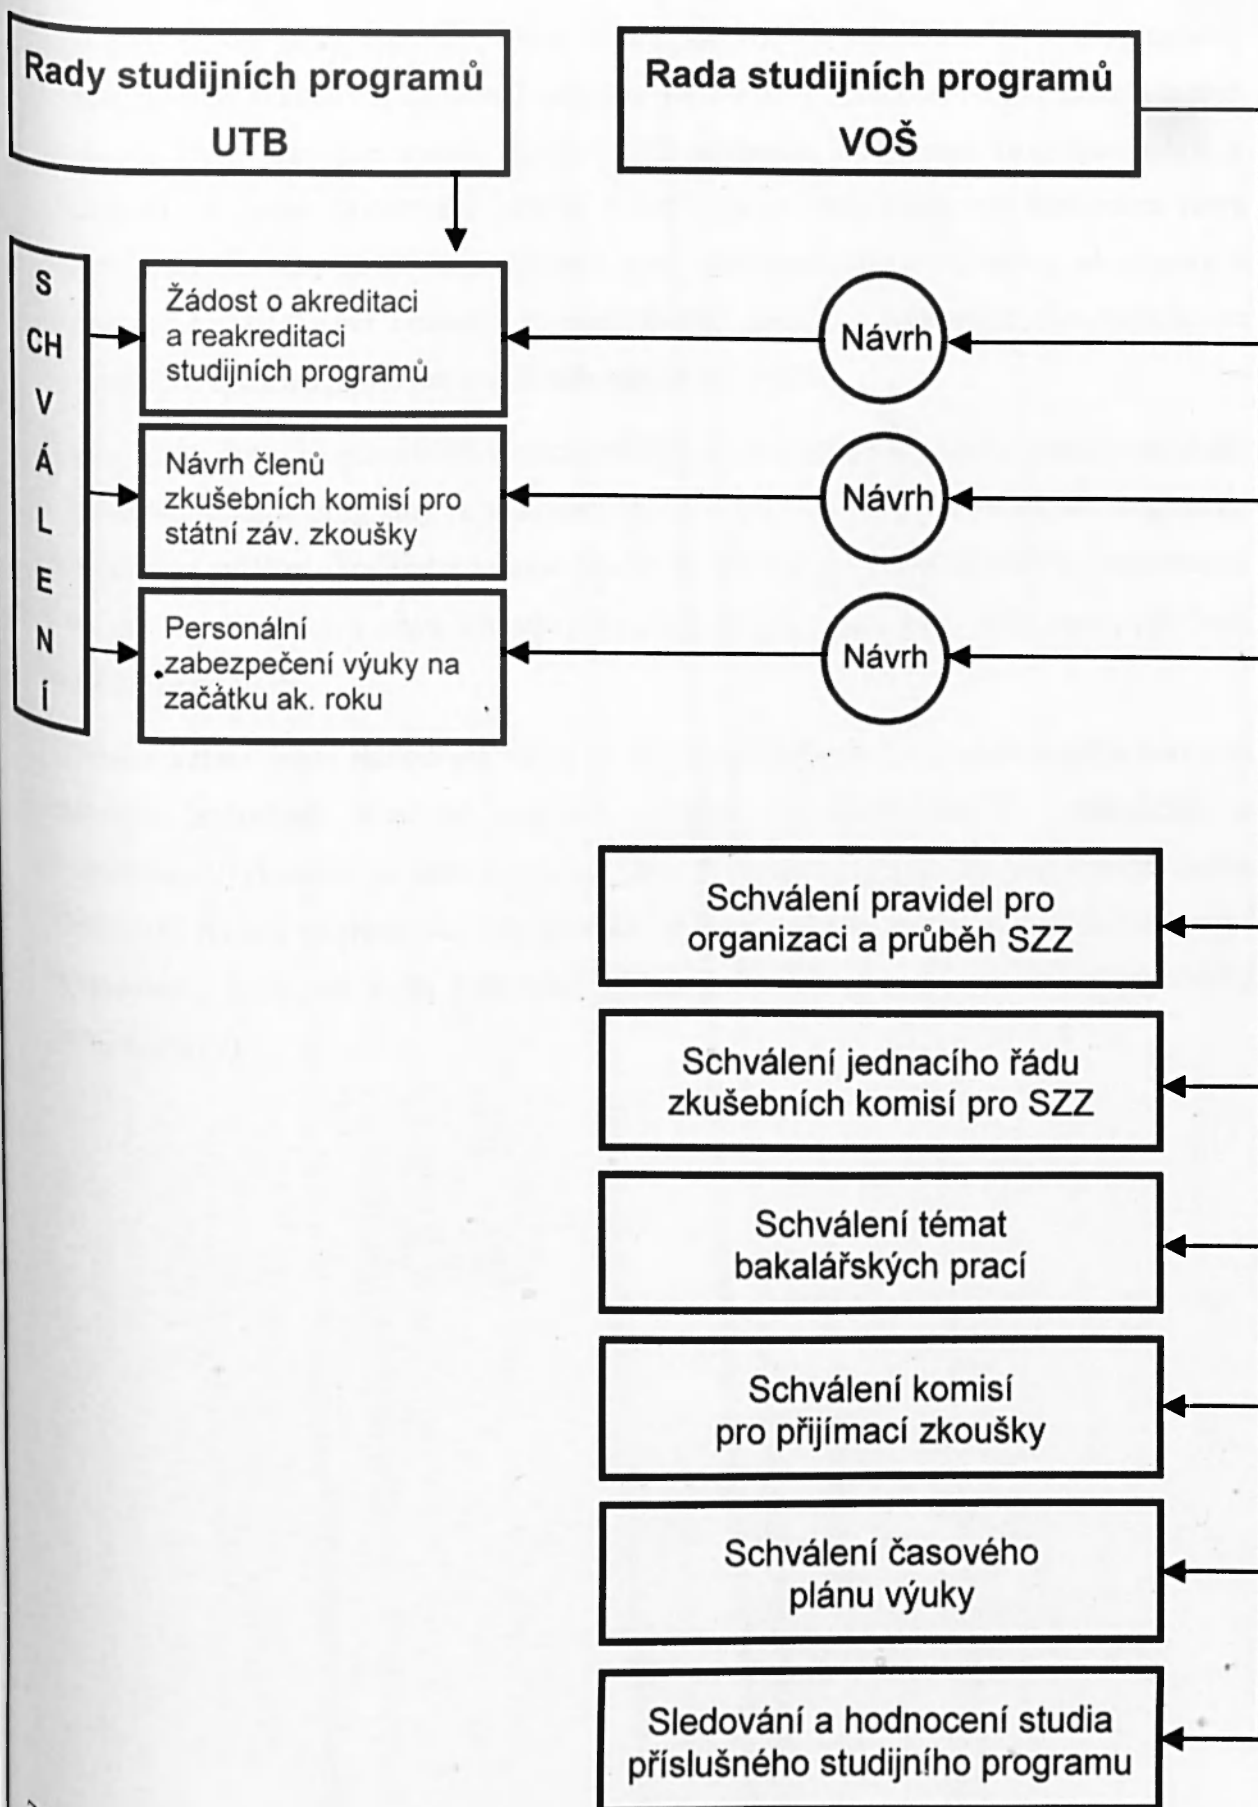 Rady studijních programů
UTB
Rada studijních programů
VOŠ
S
CH
V
Á
L
E
N
Í
Žádost o akreditaci
a reakreditaci
studijních programů
Návrh
Návrh členů
zkušebních komisí pro
státní záv. zkoušky
Návrh
Personální
zabezpečení výuky na
začátku ak. roku
Návrh
Schválení pravidel pro
organizaci a průběh SZZ
Schválení jednacího řádu
zkušebních komisí pro SZZ
Schválení témat
bakalářských prací
Schválení komisí
pro přijímací zkoušky
Schválení časového
plánu výuky
Sledování a hodnocení studia
příslušného studijního programu